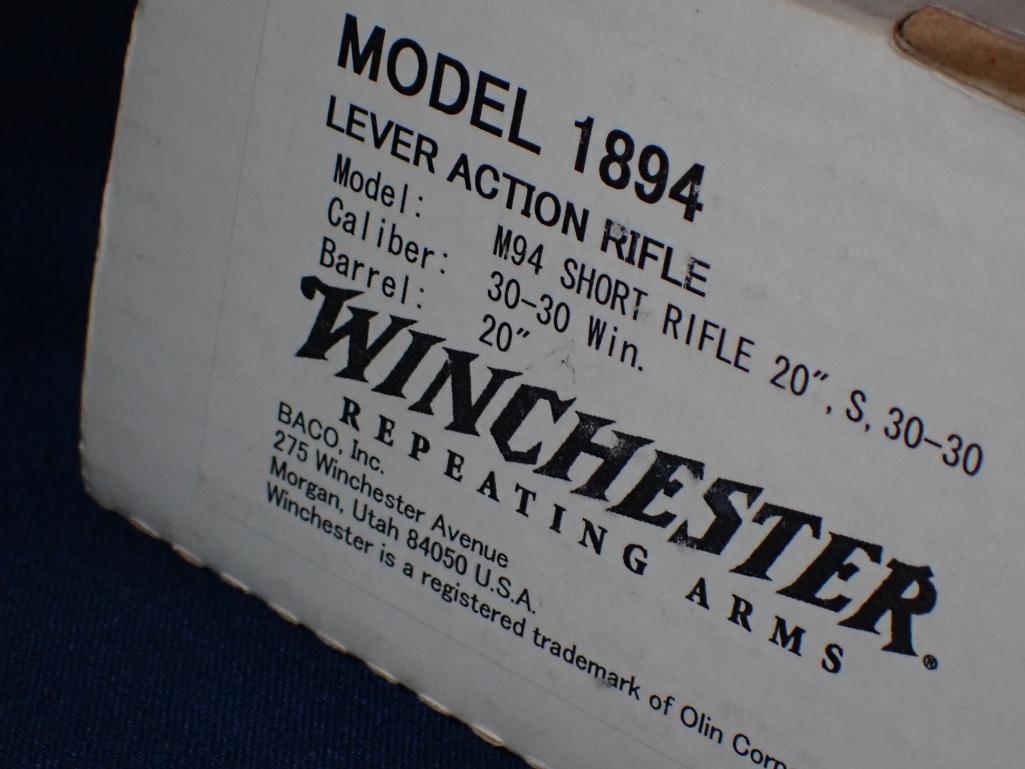 MODEL 1894
LEVER ACTION RIFLE
Model: M94 SHORT RIFLE 20",S,30-30
Caliber: 30-30 Win.
Barrel: 20"
WINCHESTER®
REPEATING ARMS
BACO, Inc.
275 Winchester Avenue
Morgan, Utah 84050 U.S.A.
Winchester is a registered trademark of Olin